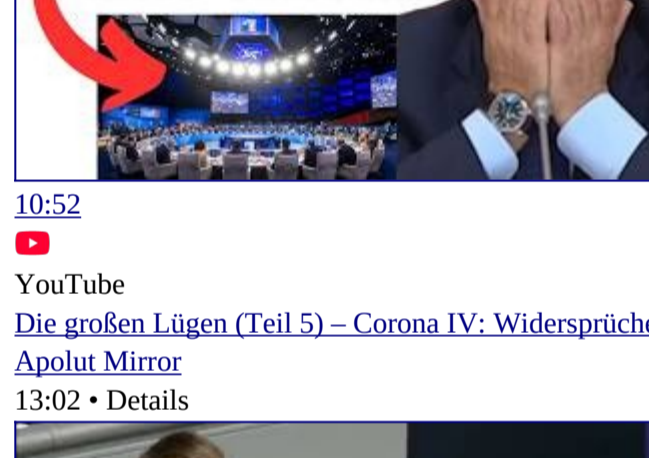 10:52
YouTube
Die großen Lügen (Teil 5) – Corona IV: Widersprüche
Apolut Mirror
13:02 • Details